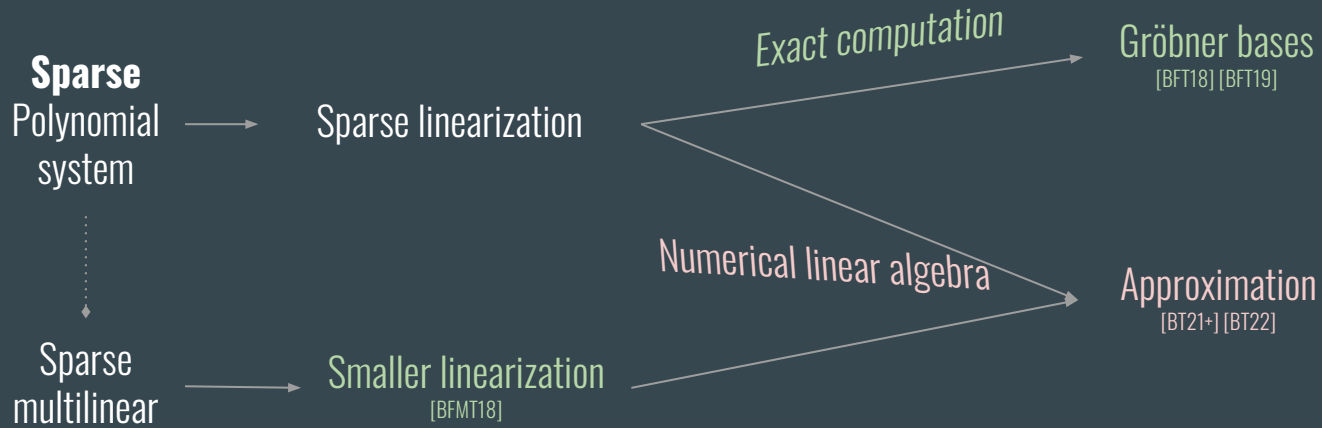 Sparse
Polynomial
system
Sparse linearization
Exact computation
Gröbner bases
[BFT18] [BFT19]
Numerical linear algebra
Approximation
[BT21+] [BT22]
Sparse
multilinear
Smaller linearization
[BFMT18]